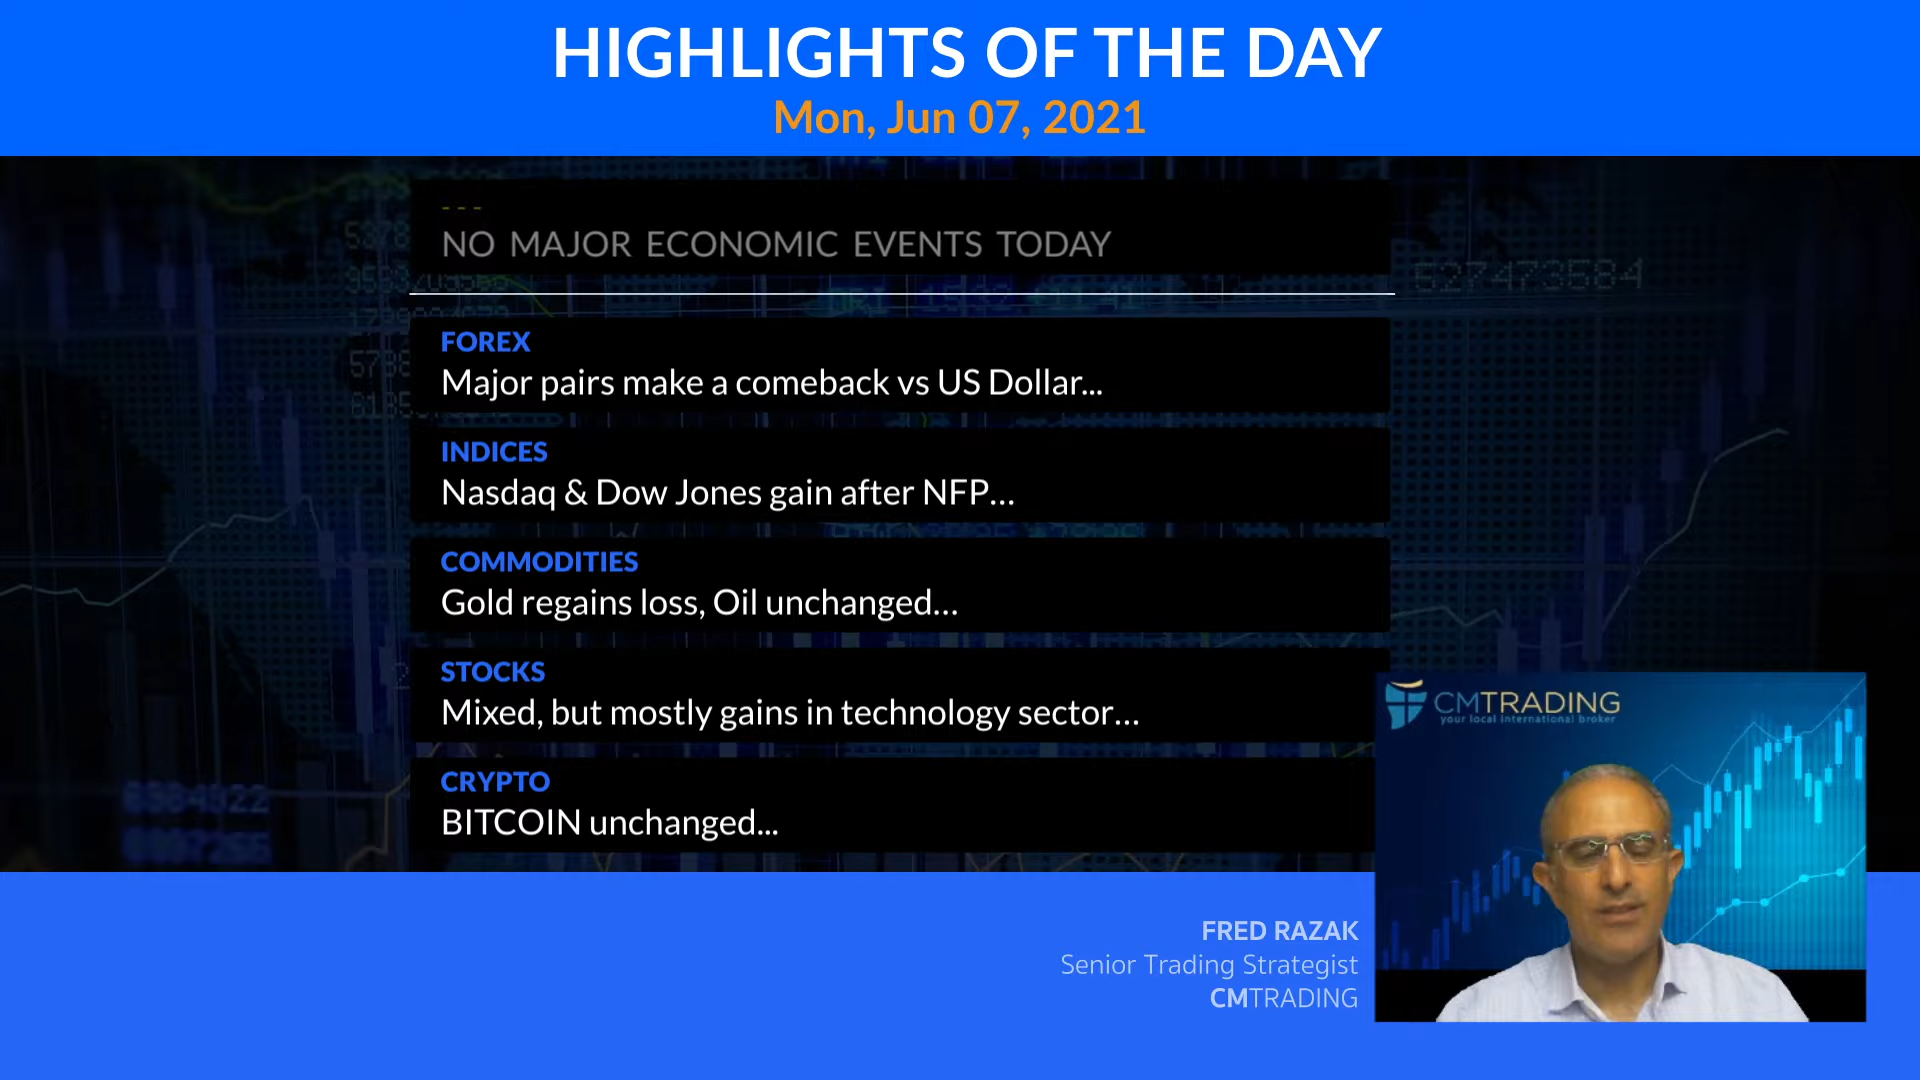 HIGHLIGHTS OF THE DAY
Mon, Jun 07, 2021
---
NO MAJOR ECONOMIC EVENTS TODAY
627473584
FOREX
Major pairs make a comeback vs US Dollar...
INDICES
Nasdaq & Dow Jones gain after NFP...
COMMODITIES
Gold regains loss, Oil unchanged...
STOCKS
Mixed, but mostly gains in technology sector...
CRYPTO
BITCOIN unchanged...
CMTRADING
your local international broker
FRED RAZAK
Senior Trading Strategist
CMTRADING